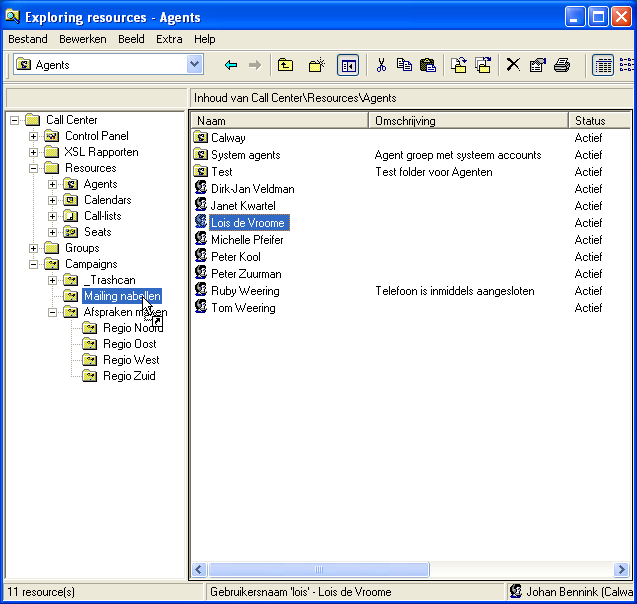 Exploring resources - Agents
Bestand Bewerken Beeld Extra Help
Agents
Inhoud van Call Center\Resources\Agents
Call Center
Control Panel
XSL Rapporten
Resources
Agents
Calendars
Call-lists
Seats
Groups
Campaigns
_Trashcan
Mailing nabellen
Afspraken maken
Regio Noord
Regio Oost
Regio West
Regio Zuid
Naam Omschrijving Status
Calway Actief
System agents Agent groep met systeem accounts Actief
Test Test folder voor Agenten Actief
Dirk-Jan Veldman Actief
Janet Kwartel Actief
Lois de Vroome Actief
Michelle Pfeifer Actief
Peter Kool Actief
Peter Zuurman Actief
Ruby Weering Telefoon is inmiddels aangesloten Actief
Tom Weering Actief
11 resource(s) Gebruikersnaam 'lois' - Lois de Vroome Johan Bennink (Calwa